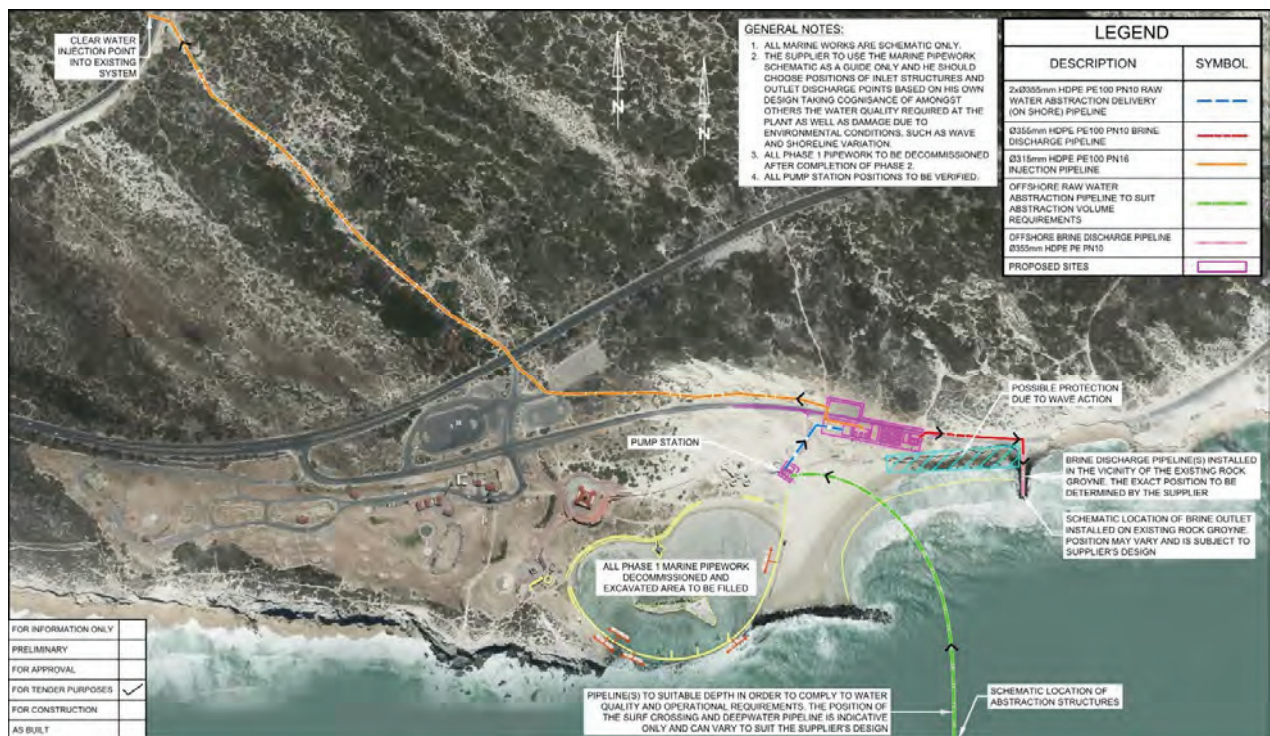 CLEAR WATER
INJECTION POINT
INTO EXISTING
SYSTEM
N
N
GENERAL NOTES:
1. ALL MARINE WORKS ARE SCHEMATIC ONLY.
2. THE SUPPLIER TO USE THE MARINE PIPEWORK
SCHEMATIC AS A GUIDE ONLY AND HE SHOULD
CHOOSE POSITIONS OF INLET STRUCTURES AND
OUTLET DISCHARGE POINTS BASED ON HIS OWN
DESIGN TAKING COGNISANCE OF AMONGST
OTHERS THE WATER QUALITY REQUIRED AT THE
PLANT AS WELL AS DAMAGE DUE TO
ENVIRONMENTAL CONDITIONS, SUCH AS WAVE
AND SHORELINE VARIATION.
3. ALL PHASE 1 PIPEWORK TO BE DECOMMISSIONED
AFTER COMPLETION OF PHASE 2.
4. ALL PUMP STATION POSITIONS TO BE VERIFIED.
LEGEND
DESCRIPTION SYMBOL
2xØ355mm HDPE PE100 PN10 RAW
WATER ABSTRACTION DELIVERY
(ON SHORE) PIPELINE
Ø355mm HDPE PE100 PN10 BRINE
DISCHARGE PIPELINE
Ø315mm HDPE PE100 PN16
INJECTION PIPELINE
OFFSHORE RAW WATER
ABSTRACTION PIPELINE TO SUIT
ABSTRACTION VOLUME
REQUIREMENTS
OFFSHORE BRINE DISCHARGE PIPELINE
Ø355mm HDPE PE PN10
PROPOSED SITES
POSSIBLE PROTECTION
DUE TO WAVE ACTION
PUMP STATION
BRINE DISCHARGE PIPELINE(S) INSTALLED
IN THE VICINITY OF THE EXISTING ROCK
GROYNE. THE EXACT POSITION TO BE
DETERMINED BY THE SUPPLIER
SCHEMATIC LOCATION OF BRINE OUTLET
INSTALLED ON EXISTING ROCK GROYNE.
POSITION MAY VARY AND IS SUBJECT TO
SUPPLIER'S DESIGN
ALL PHASE 1 MARINE PIPEWORK
DECOMMISSIONED AND
EXCAVATED AREA TO BE FILLED
FOR INFORMATION ONLY
PRELIMINARY
FOR APPROVAL
FOR TENDER PURPOSES
FOR CONSTRUCTION
AS BUILT
PIPELINE(S) TO SUITABLE DEPTH IN ORDER TO COMPLY TO WATER
QUALITY AND OPERATIONAL REQUIREMENTS. THE POSITION OF
THE SURF CROSSING AND DEEPWATER PIPELINE IS INDICATIVE
ONLY AND CAN VARY TO SUIT THE SUPPLIER'S DESIGN
SCHEMATIC LOCATION OF
ABSTRACTION STRUCTURES